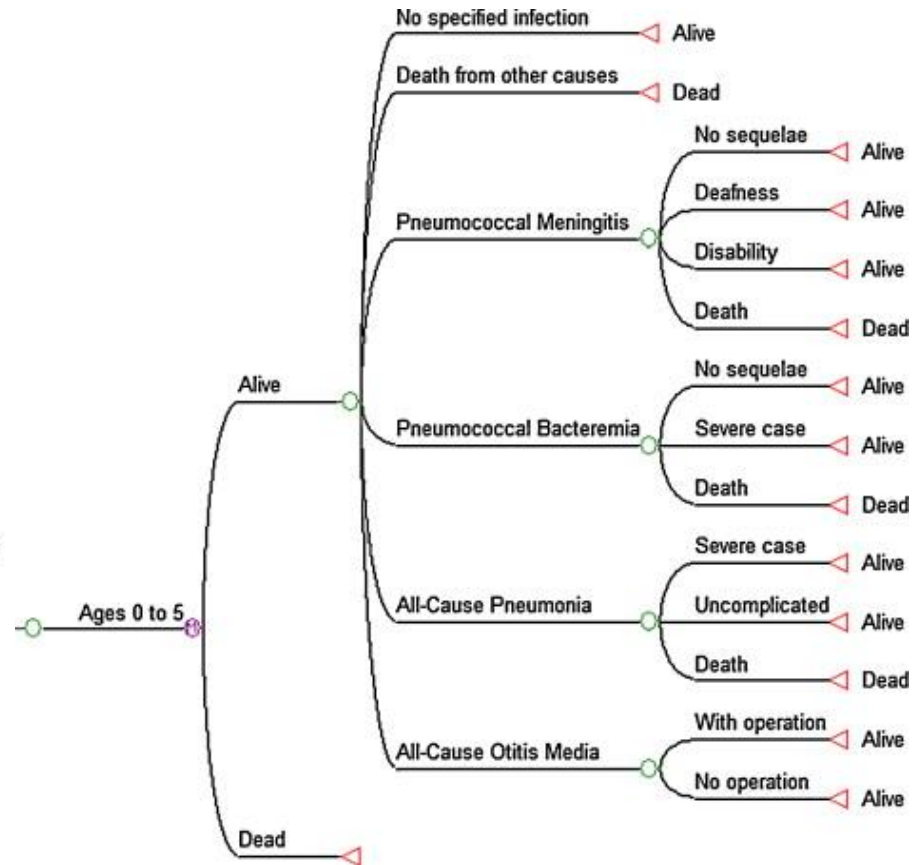 No specified infection
Alive
Death from other causes
Dead
No sequelae
Alive
Deafness
Alive
Pneumococcal Meningitis
Disability
Alive
Death
Dead
Alive
No sequelae
Alive
Pneumococcal Bacteremia
Severe case
Alive
Death
Dead
Severe case
Alive
Ages 0 to 5
All-Cause Pneumonia
Uncomplicated
Alive
Death
Dead
With operation
Alive
All-Cause Otitis Media
No operation
Alive
Dead